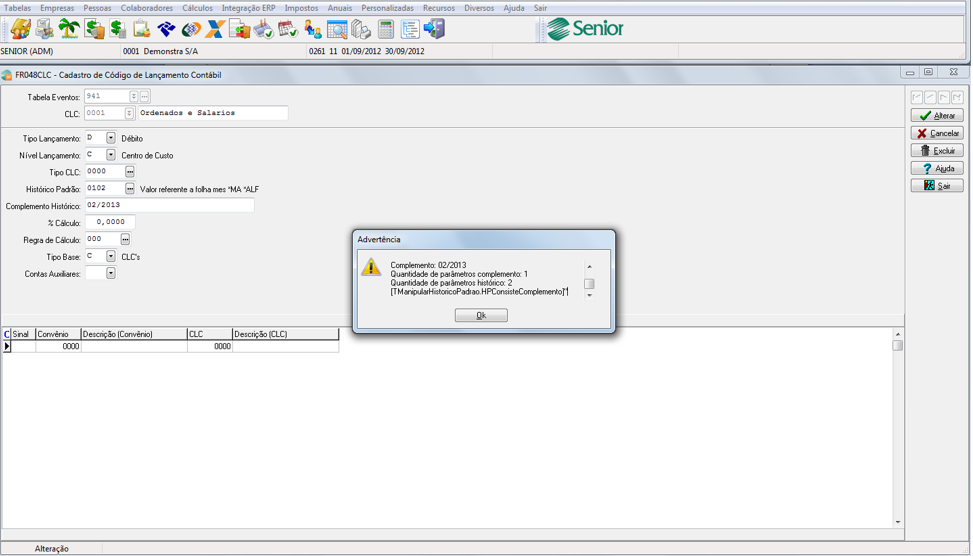 Tabelas Empresas Pessoas Colaboradores Cálculos Integração ERP Impostos Anuais Personalizadas Recursos Diversos Ajuda Sair
Senior
SENIOR (ADM) 0001 Demonstra S/A 0261 11 01/09/2012 30/09/2012
FR048CLC - Cadastro de Código de Lançamento Contábil
Tabela Eventos: 941
CLC: 0001 Ordenados e Salarios
Tipo Lançamento: D Débito
Nível Lançamento: C Centro de Custo
Tipo CLC: 0000
Histórico Padrão: 0102 Valor referente a folha mes *MA *ALF
Complemento Histórico: 02/2013
% Cálculo: 0,0000
Regra de Cálculo: 000
Tipo Base: C CLC's
Contas Auxiliares:
Alterar
Cancelar
Excluir
Ajuda
Sair
Advertência
Complemento: 02/2013
Quantidade de parâmetros complemento: 1
Quantidade de parâmetros histórico: 2
[TManipularHistoricoPadrao.HPConsisteComplemento]"
Ok
C Sinal Convênio Descrição (Convênio) CLC Descrição (CLC)
0000 0000
Alteração